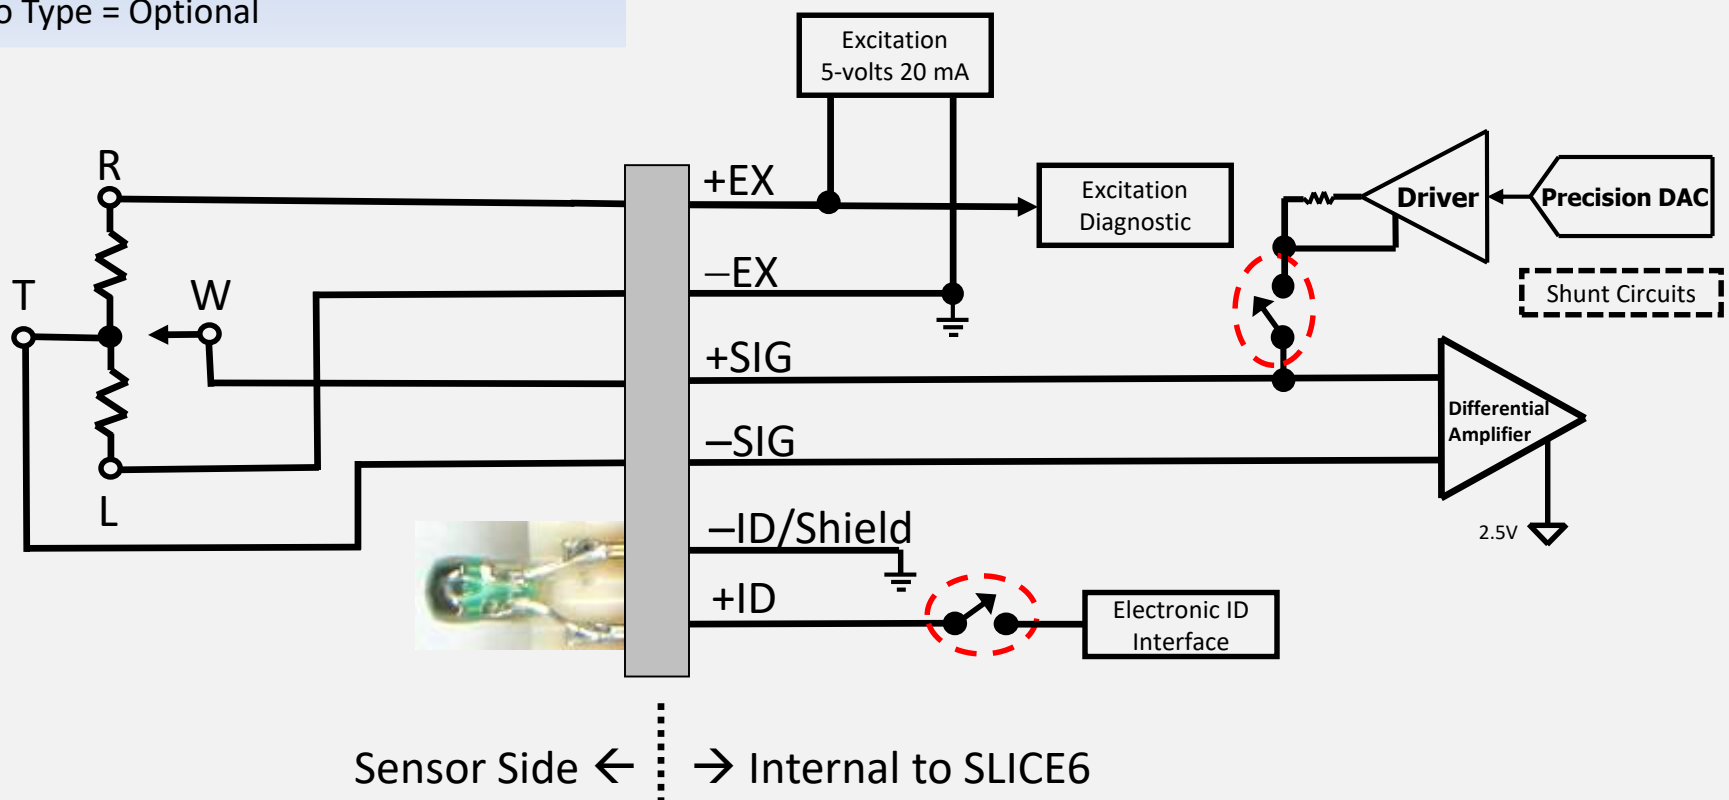 Type = Optional
Excitation
5-volts 20 mA
R
+EX
Excitation
Diagnostic
Driver
Precision DAC
–EX
T
W
Shunt Circuits
+SIG
Differential
Amplifier
–SIG
L
–ID/Shield
2.5V
+ID
Electronic ID
Interface
Sensor Side ← → Internal to SLICE6